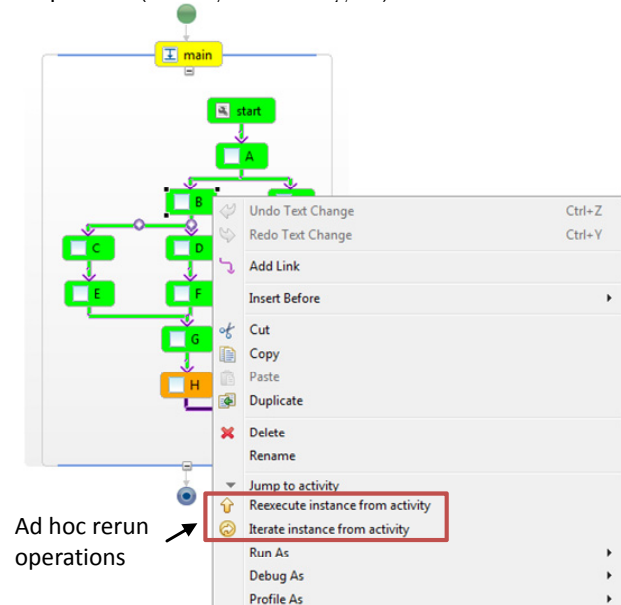 main
start
A
B
C
D
E
F
G
H
Undo Text Change Ctrl+Z
Redo Text Change Ctrl+Y
Add Link
Insert Before
Cut
Copy
Paste
Duplicate
Delete
Rename
Jump to activity
Reexecute instance from activity
Iterate instance from activity
Run As
Debug As
Profile As
Ad hoc rerun
operations